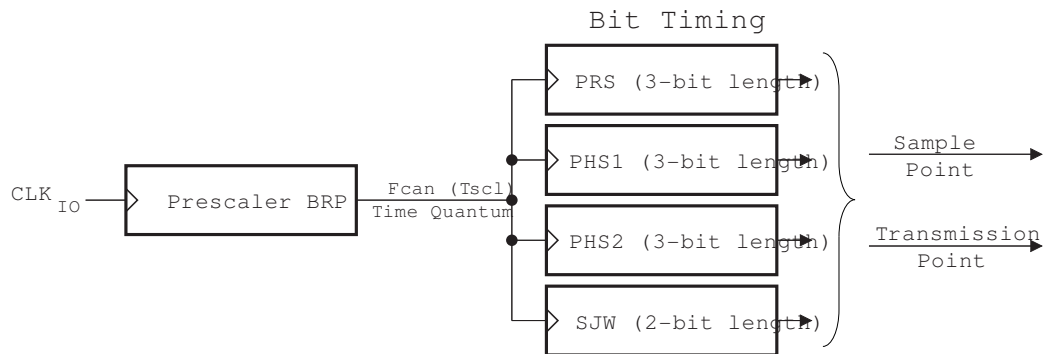 Bit Timing
PRS (3-bit length)
PHS1 (3-bit length)
PHS2 (3-bit length)
SJW (2-bit length)
CLK IO
Prescaler BRP
Fcan (Tscl)
Time Quantum
Sample
Point
Transmission
Point